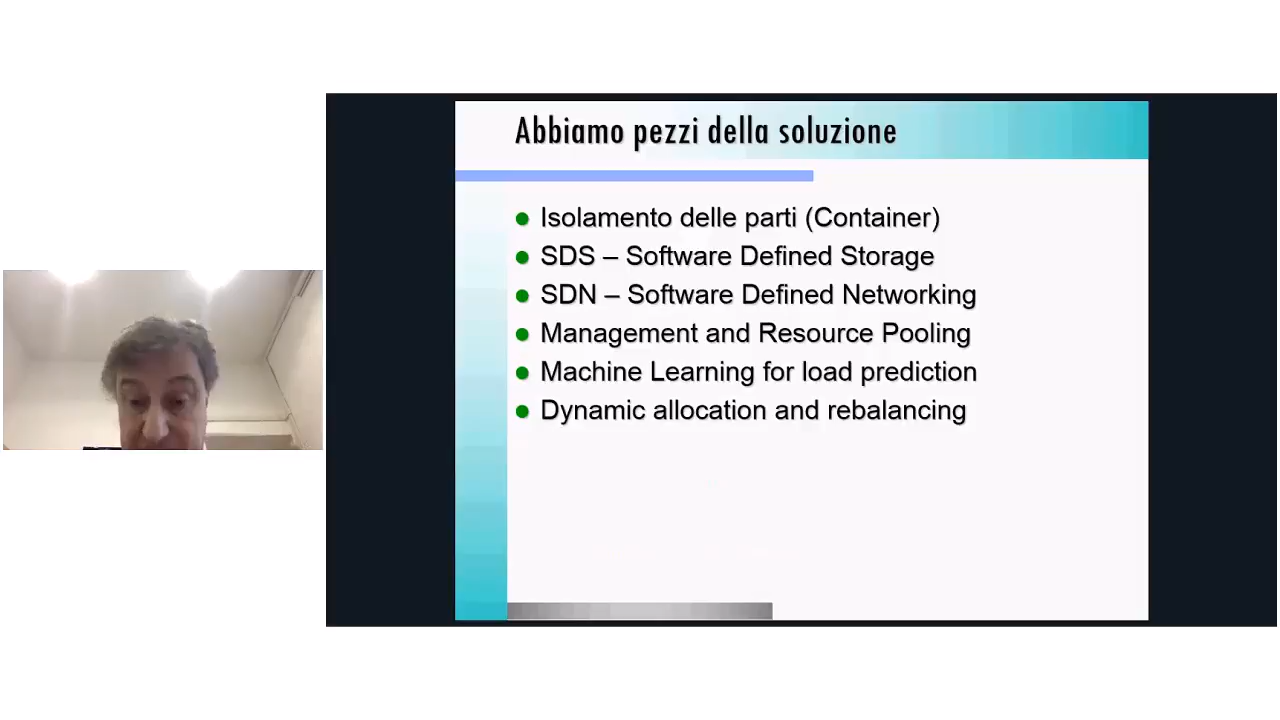 Abbiamo pezzi della soluzione
Isolamento delle parti (Container)
SDS – Software Defined Storage
SDN – Software Defined Networking
Management and Resource Pooling
Machine Learning for load prediction
Dynamic allocation and rebalancing